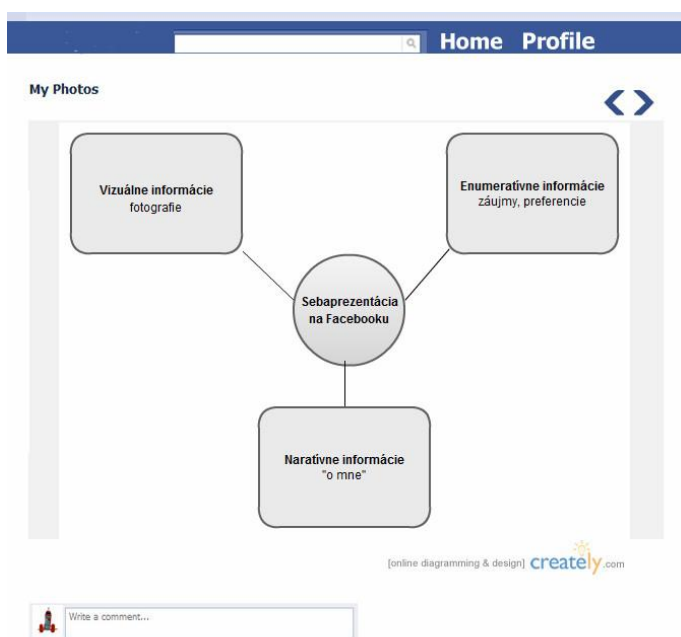 Home Profile
My Photos
Vizuálne informácie
fotografie
Enumeratívne informácie
záujmy, preferencie
Sebaprezentácia
na Facebooku
Naratívne informácie
"o mne"
[online diagramming & design] creately.com
Write a comment...